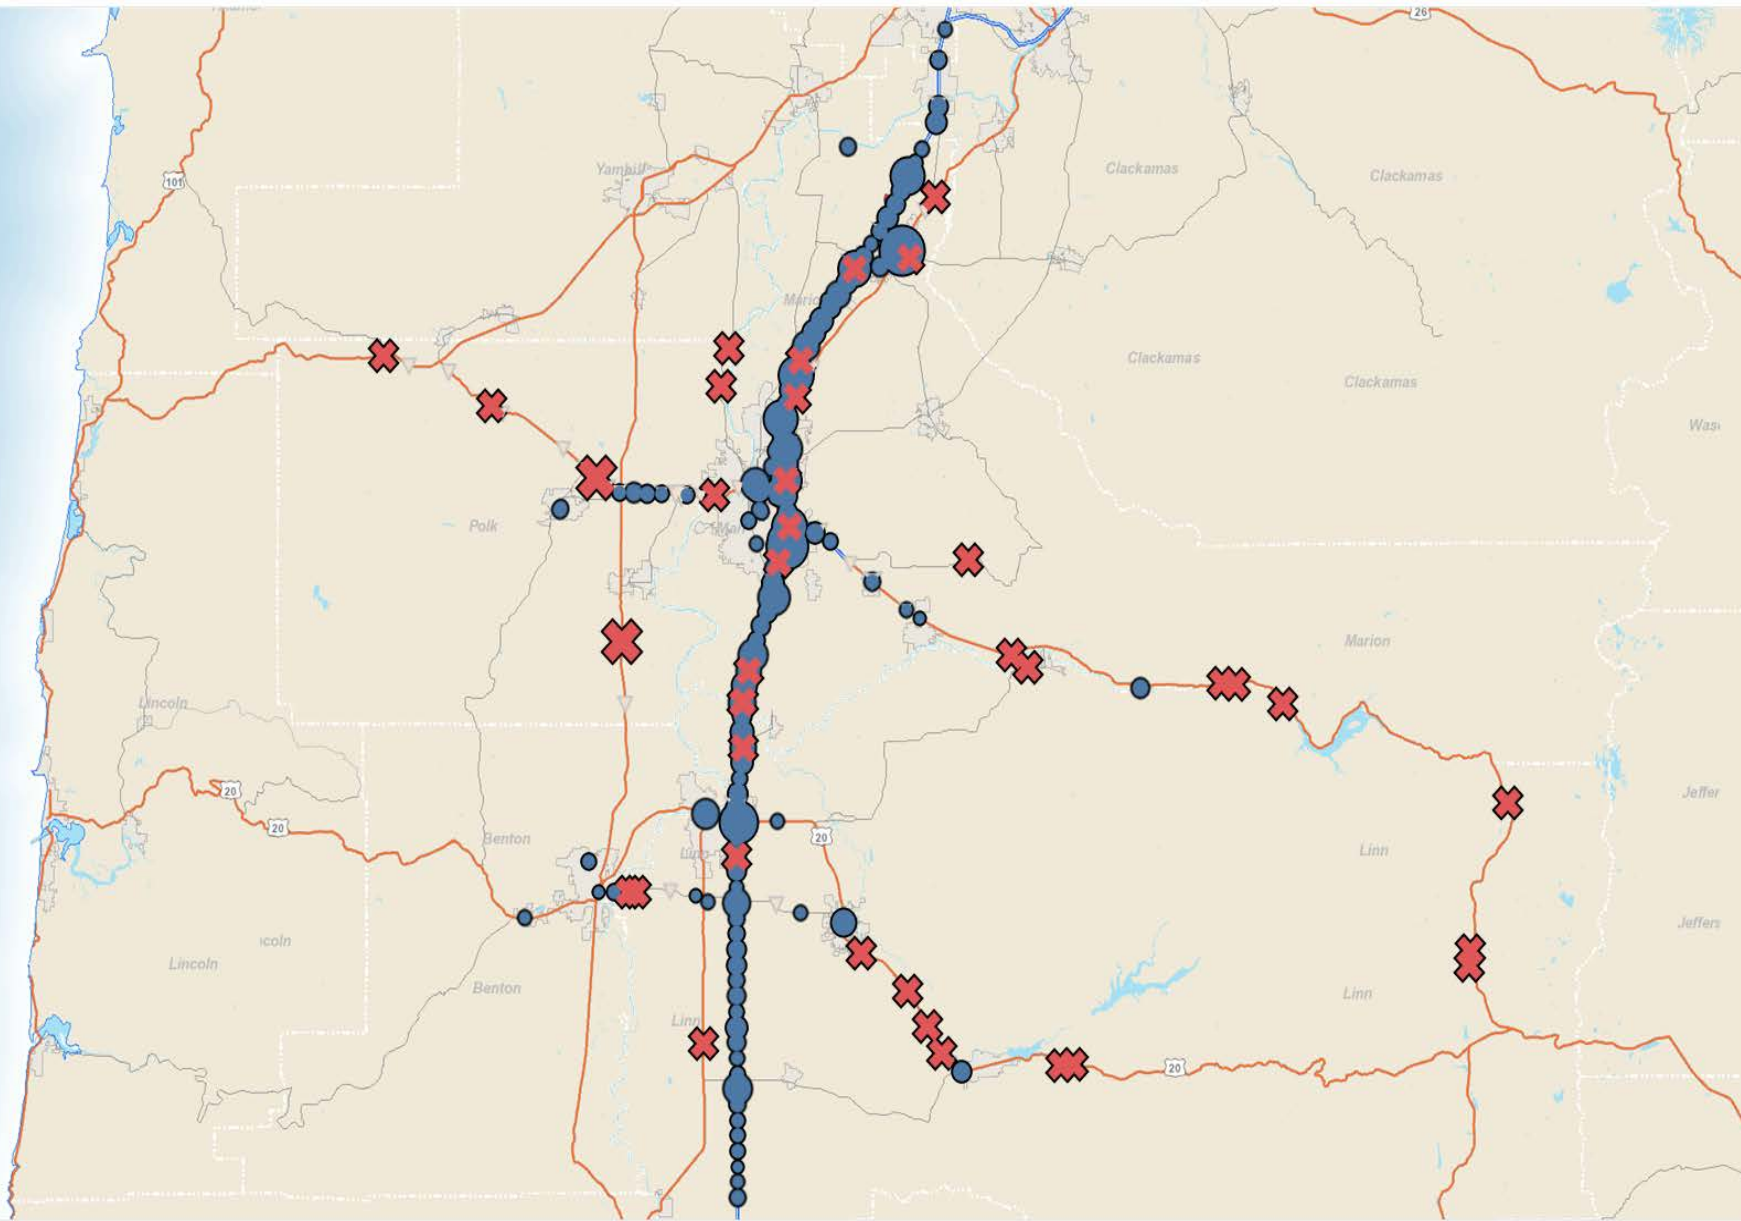 26
Yamhill
Clackamas
Clackamas
101
Clackamas
Clackamas
Polk
Marion
Lincoln
20
20
Jeffer
Benton
20
Linn
Jeffers
Lincoln
Benton
Linn
Linn
20